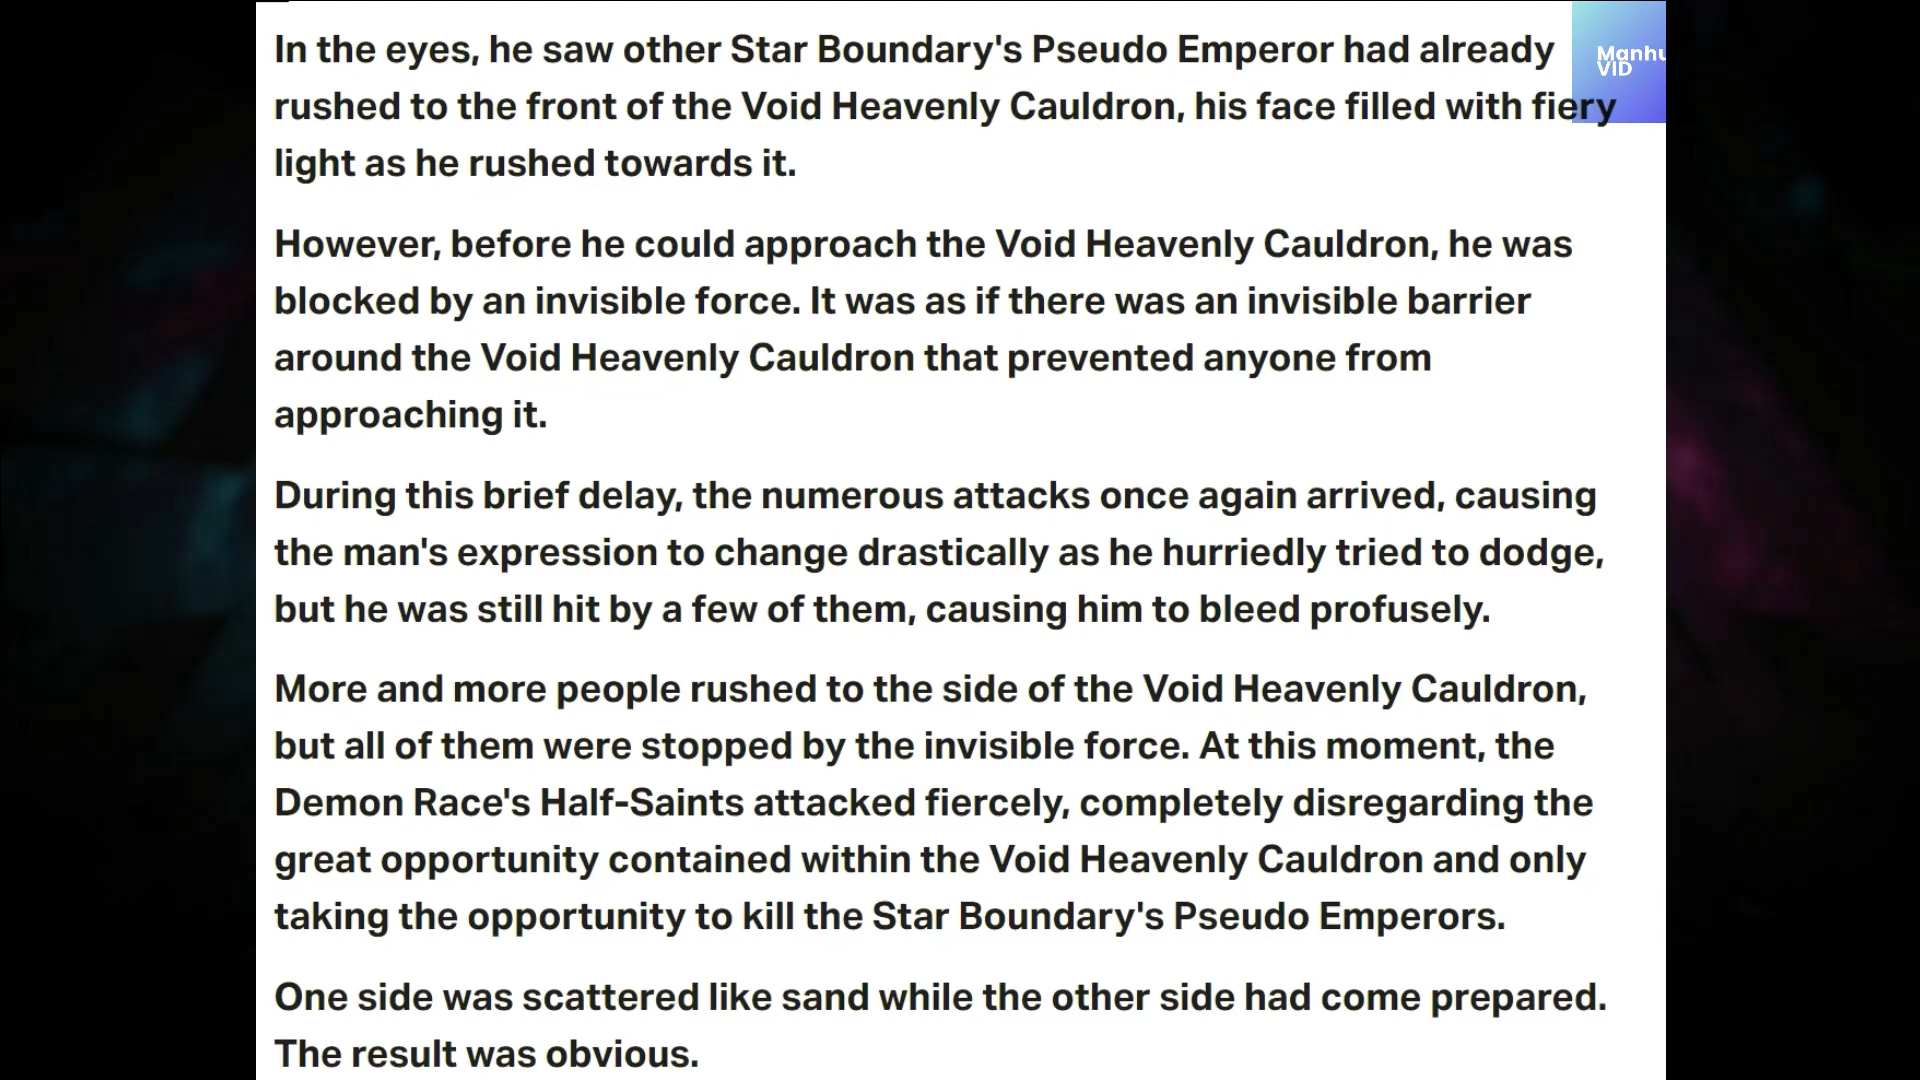 In the eyes, he saw other Star Boundary's Pseudo Emperor had already
rushed to the front of the Void Heavenly Cauldron, his face filled with fiery
light as he rushed towards it.
However, before he could approach the Void Heavenly Cauldron, he was
blocked by an invisible force. It was as if there was an invisible barrier
around the Void Heavenly Cauldron that prevented anyone from
approaching it.
During this brief delay, the numerous attacks once again arrived, causing
the man's expression to change drastically as he hurriedly tried to dodge,
but he was still hit by a few of them, causing him to bleed profusely.
More and more people rushed to the side of the Void Heavenly Cauldron,
but all of them were stopped by the invisible force. At this moment, the
Demon Race's Half-Saints attacked fiercely, completely disregarding the
great opportunity contained within the Void Heavenly Cauldron and only
taking the opportunity to kill the Star Boundary's Pseudo Emperors.
One side was scattered like sand while the other side had come prepared.
The result was obvious.
Manhu
VID